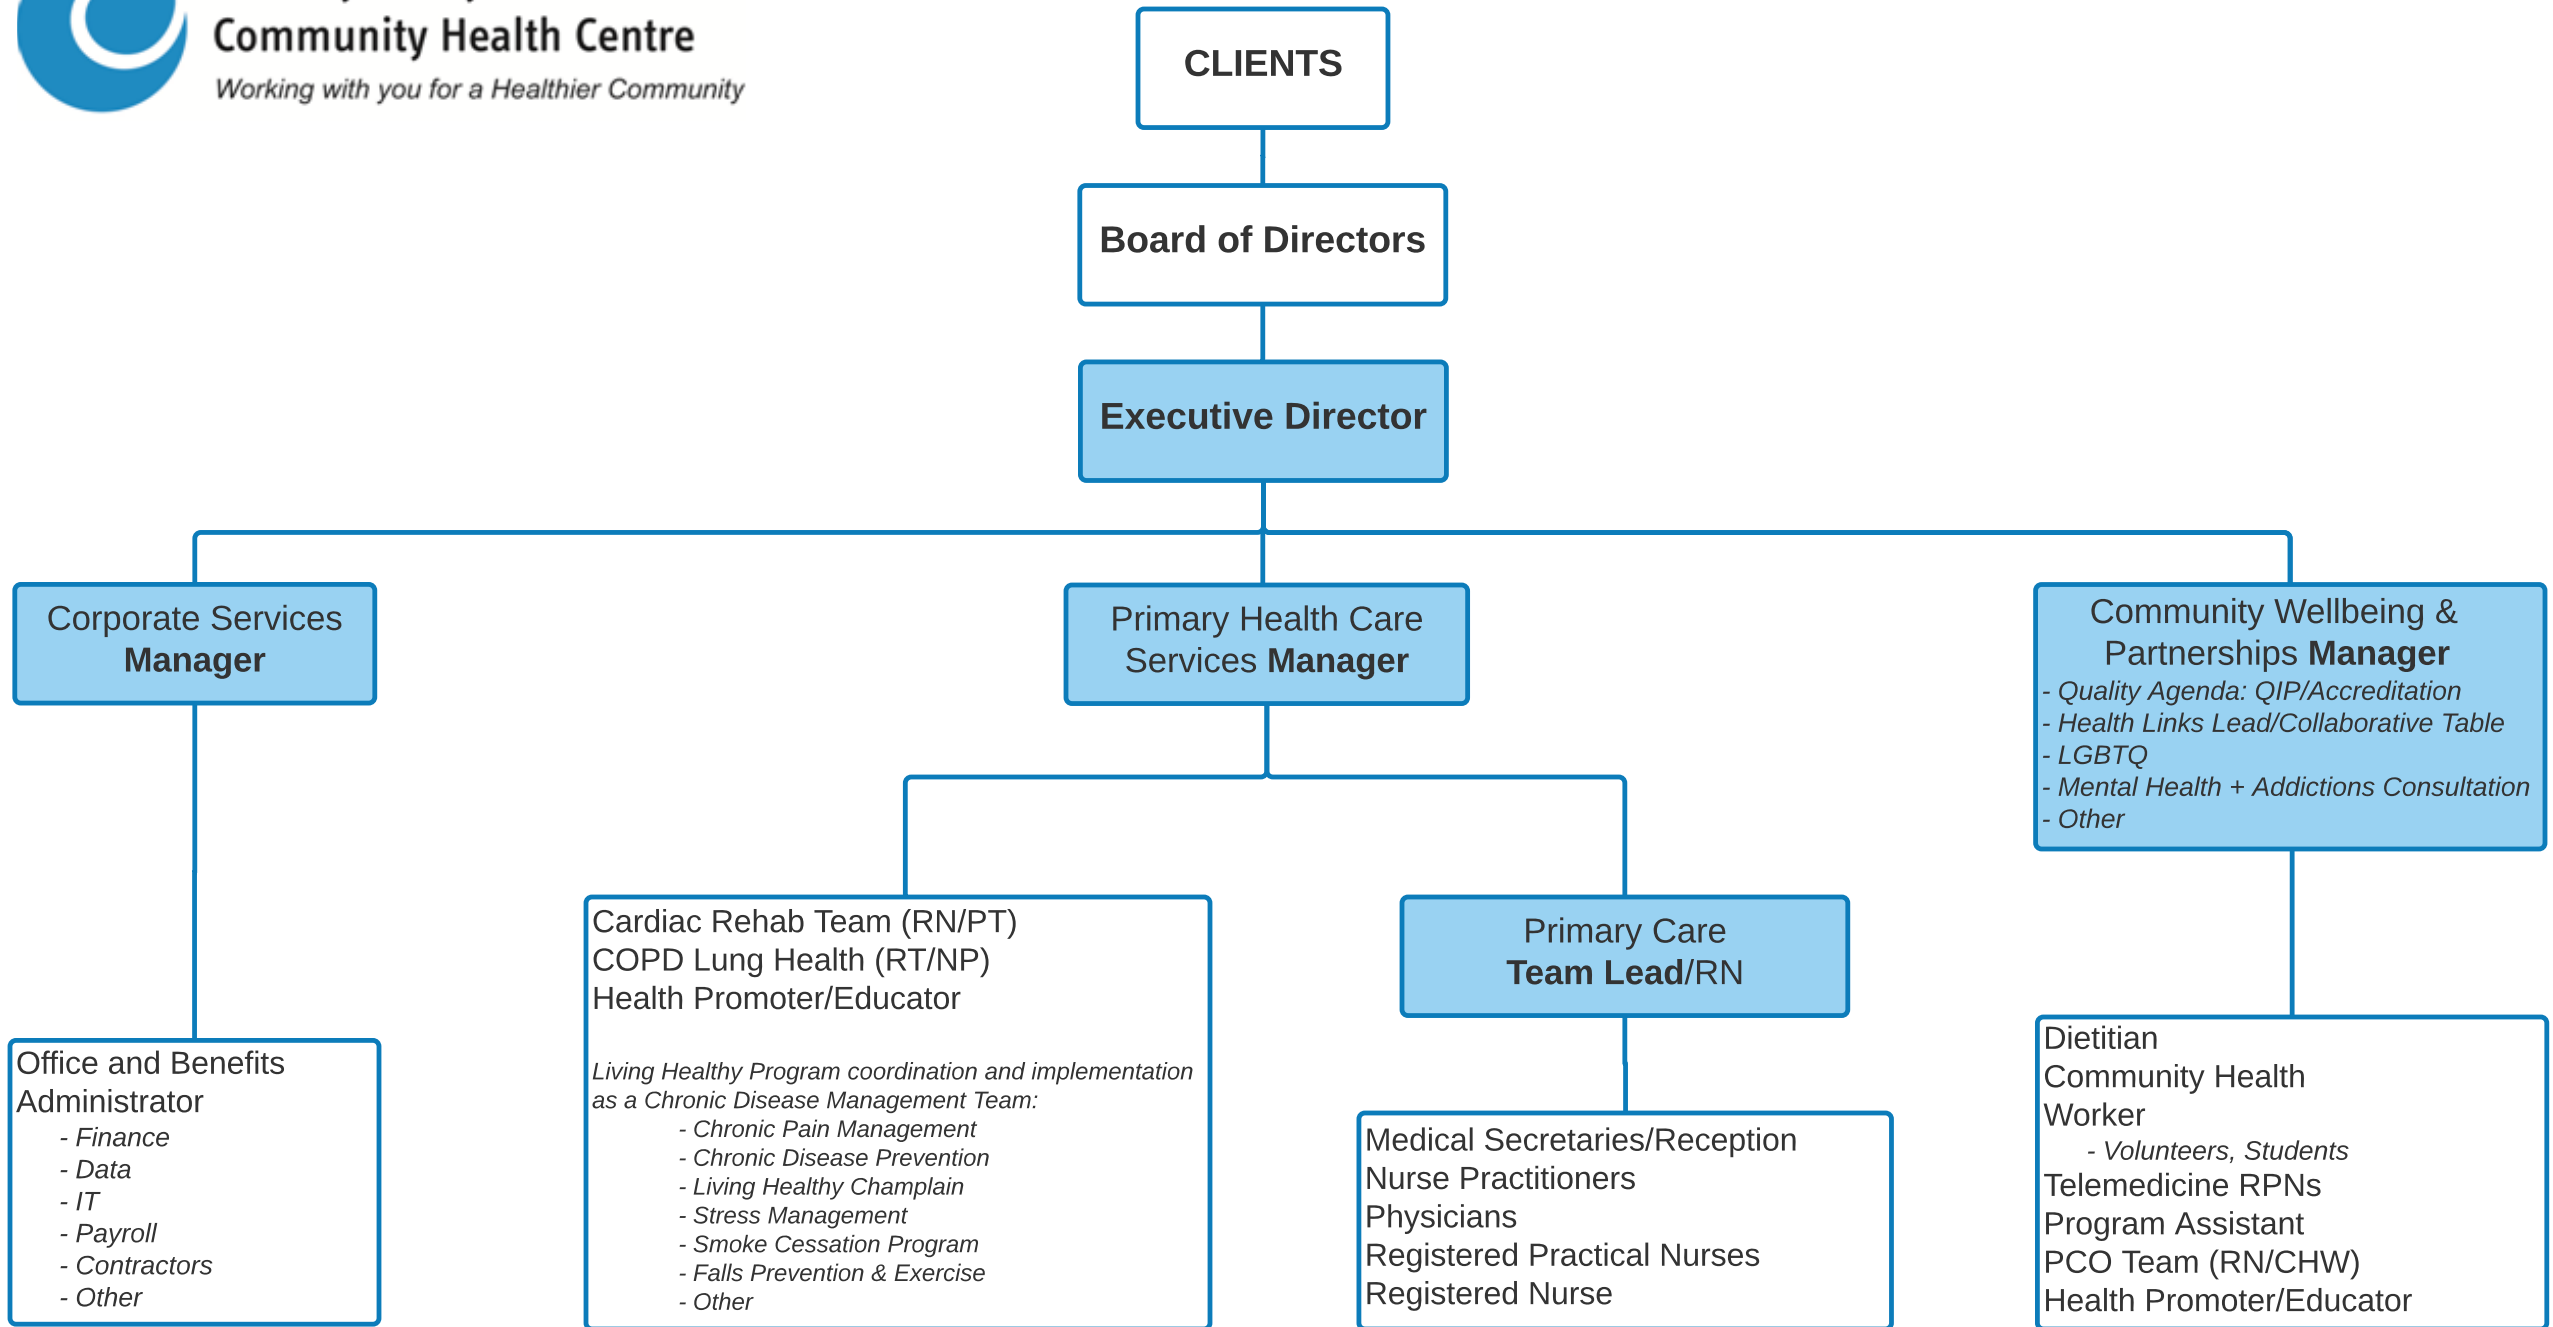 Community Health Centre
Working with you for a Healthier Community
CLIENTS
Board of Directors
Executive Director
Corporate Services
Manager
Primary Health Care
Services Manager
Community Wellbeing &
Partnerships Manager
- Quality Agenda: QIP/Accreditation
- Health Links Lead/Collaborative Table
- LGBTQ
- Mental Health + Addictions Consultation
- Other
Office and Benefits
Administrator
- Finance
- Data
- IT
- Payroll
- Contractors
- Other
Cardiac Rehab Team (RN/PT)
COPD Lung Health (RT/NP)
Health Promoter/Educator
Living Healthy Program coordination and implementation
as a Chronic Disease Management Team:
- Chronic Pain Management
- Chronic Disease Prevention
- Living Healthy Champlain
- Stress Management
- Smoke Cessation Program
- Falls Prevention & Exercise
- Other
Primary Care
Team Lead/RN
Medical Secretaries/Reception
Nurse Practitioners
Physicians
Registered Practical Nurses
Registered Nurse
Dietitian
Community Health
Worker
- Volunteers, Students
Telemedicine RPNs
Program Assistant
PCO Team (RN/CHW)
Health Promoter/Educator